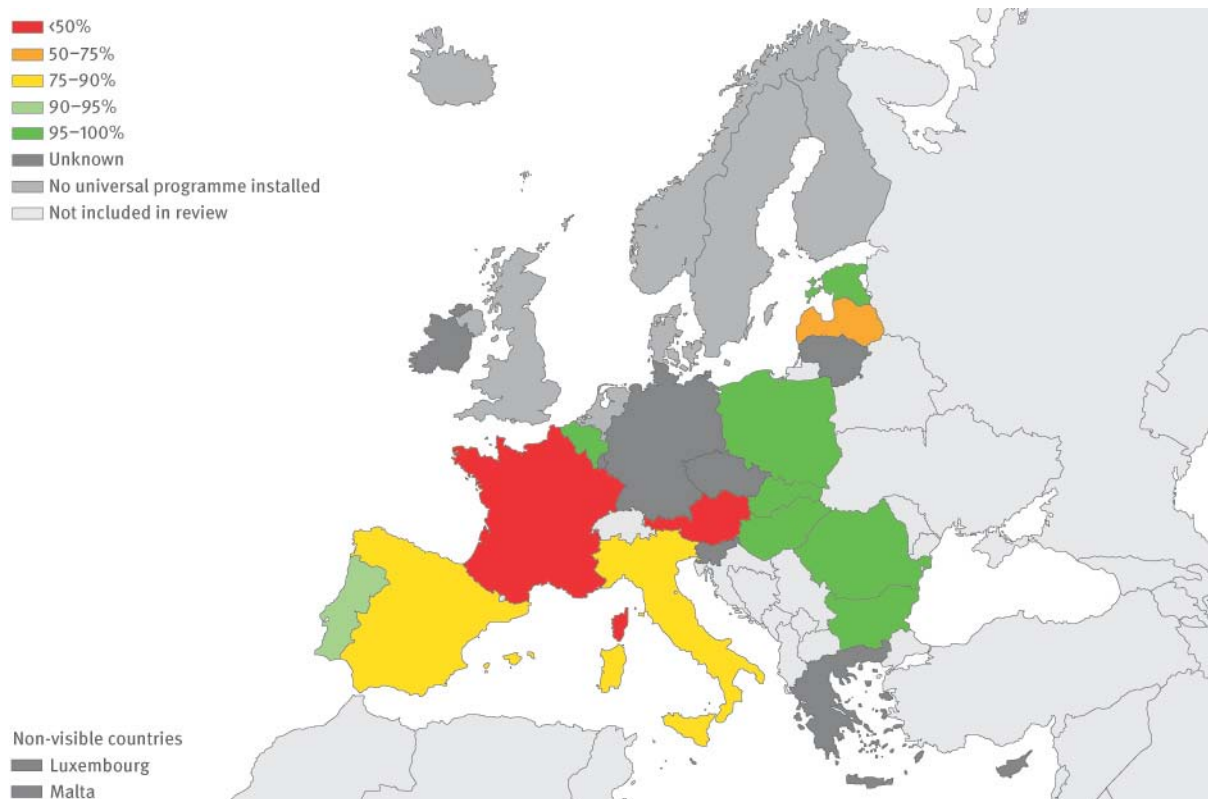 <50%
50–75%
75–90%
90–95%
95–100%
Unknown
No universal programme installed
Not included in review
Non-visible countries
Luxembourg
Malta